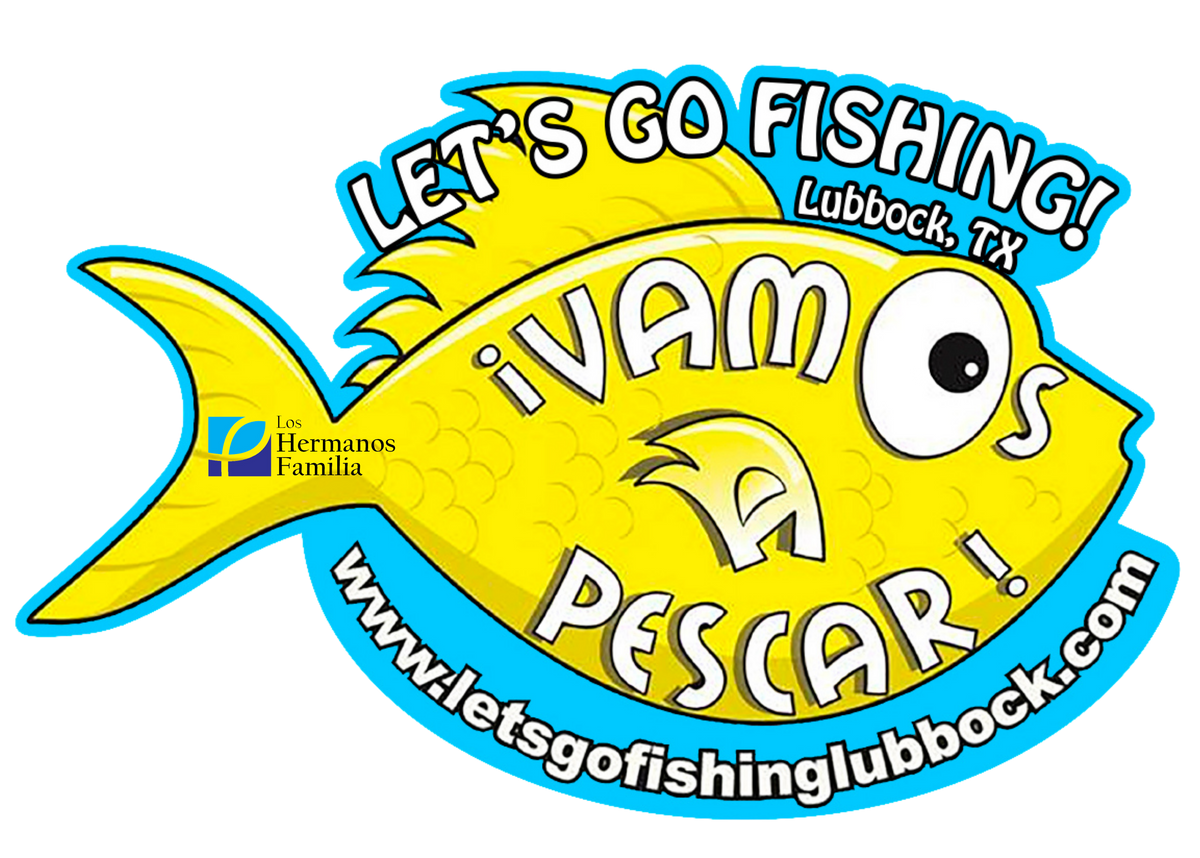 LET'S GO FISHING!
Lubbock, TX
¡VAMOS
A
PESCAR!
Los
Hermanos
Familia
www.letsgofishinglubbock.com